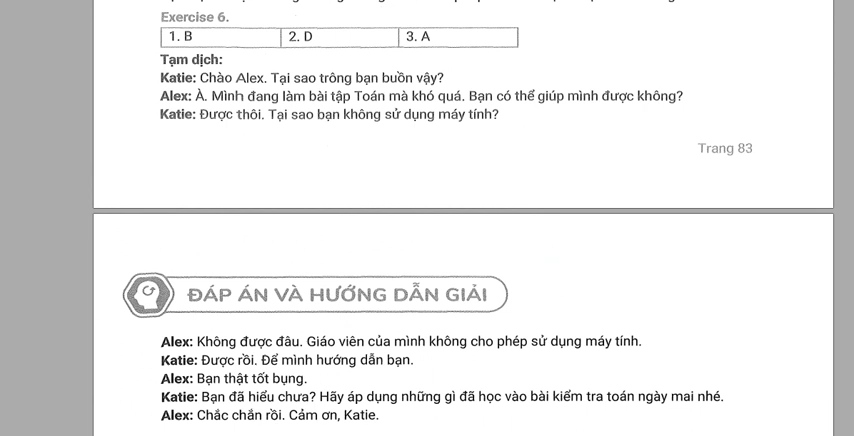 Exercise 6.
1. B 2. D 3. A
Tạm dịch:
Katie: Chào Alex. Tại sao trông bạn buồn vậy?
Alex: À. Mình đang làm bài tập Toán mà khó quá. Bạn có thể giúp mình được không?
Katie: Được thôi. Tại sao bạn không sử dụng máy tính?
Trang 83
ĐÁP ÁN VÀ HƯỚNG DẪN GIẢI
Alex: Không được đâu. Giáo viên của mình không cho phép sử dụng máy tính.
Katie: Được rồi. Để mình hướng dẫn bạn.
Alex: Bạn thật tốt bụng.
Katie: Bạn đã hiểu chưa? Hãy áp dụng những gì đã học vào bài kiểm tra toán ngày mai nhé.
Alex: Chắc chắn rồi. Cảm ơn, Katie.